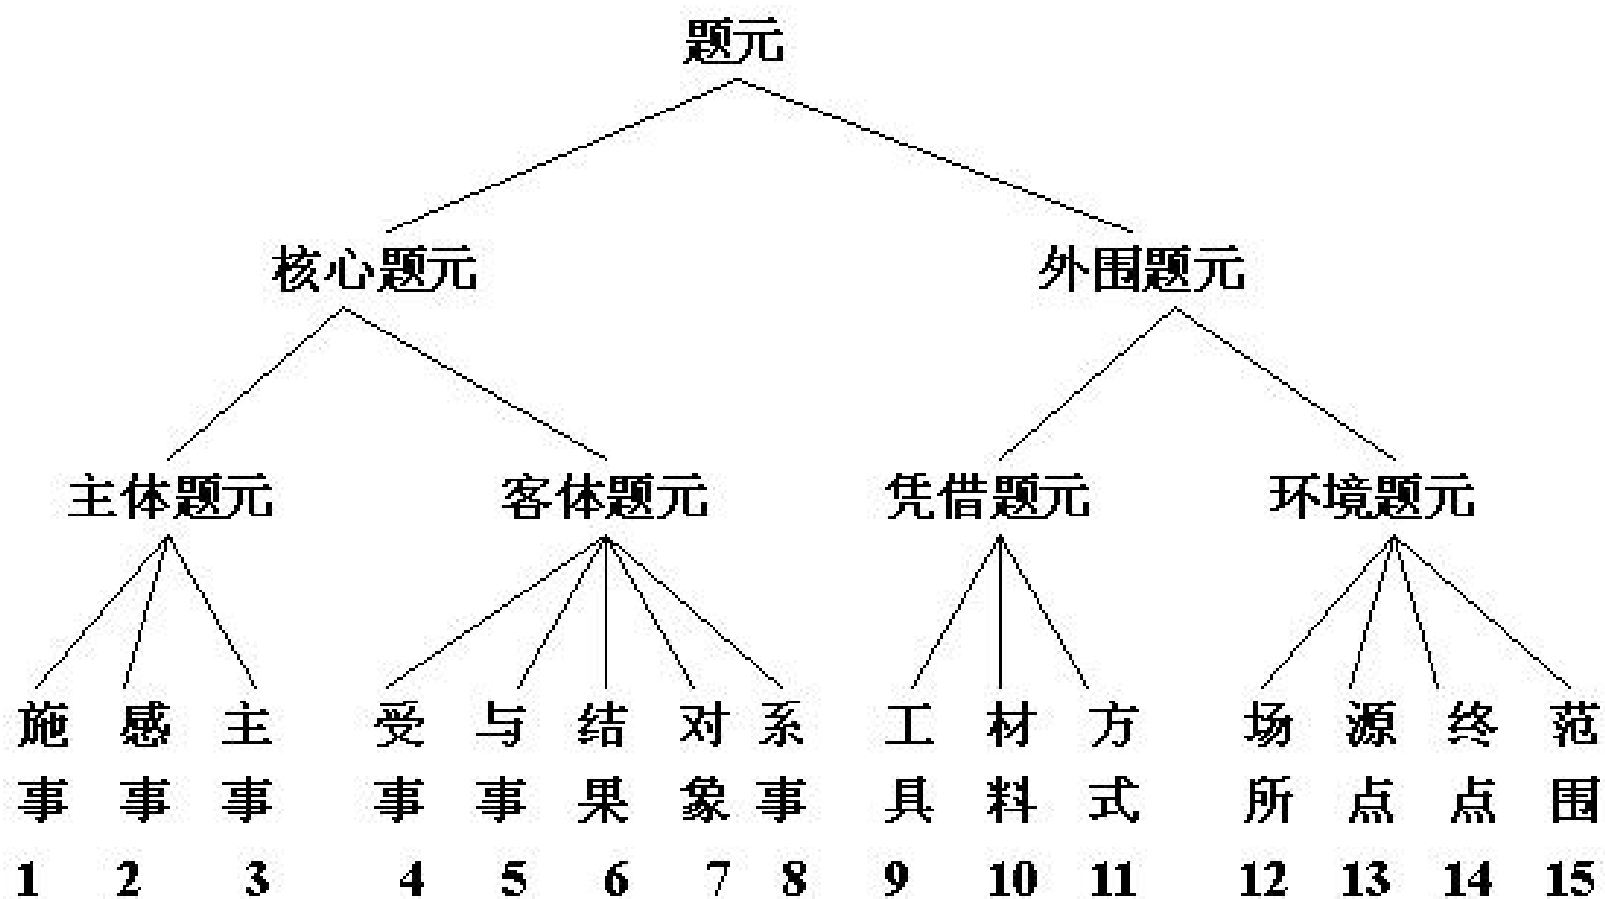 题元
核心题元 外围题元
主体题元 客体题元 凭借题元 环境题元
施 感 主 受 与 结 对 系 工 材 方 场 源 终 范
事 事 事 事 事 果 象 事 具 料 式 所 点 点 围
1 2 3 4 5 6 7 8 9 10 11 12 13 14 15